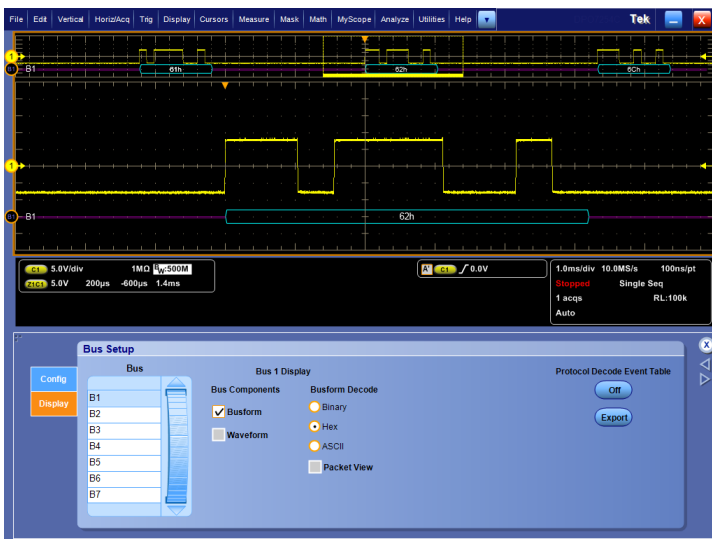 File Edit Vertical Horiz/Acq Trig Display Cursors Measure Mask Math MyScope Analyze Utilities Help Tek X
1
B1 B1 61h 62h 6Ch
1
B1 B1 62h
C1 5.0V/div 1MΩ BW:500M A' C1 0.0V 1.0ms/div 10.0MS/s 100ns/pt
Z1C1 5.0V 200µs -600µs 1.4ms Stopped Single Seq
1 acqs RL:100k
Auto
Bus Setup X
Bus Bus 1 Display Protocol Decode Event Table
Config Bus Components Busform Decode Off
Display B1 Busform Binary
B2 Waveform Hex Export
B3 ASCII
B4 Packet View
B5
B6
B7